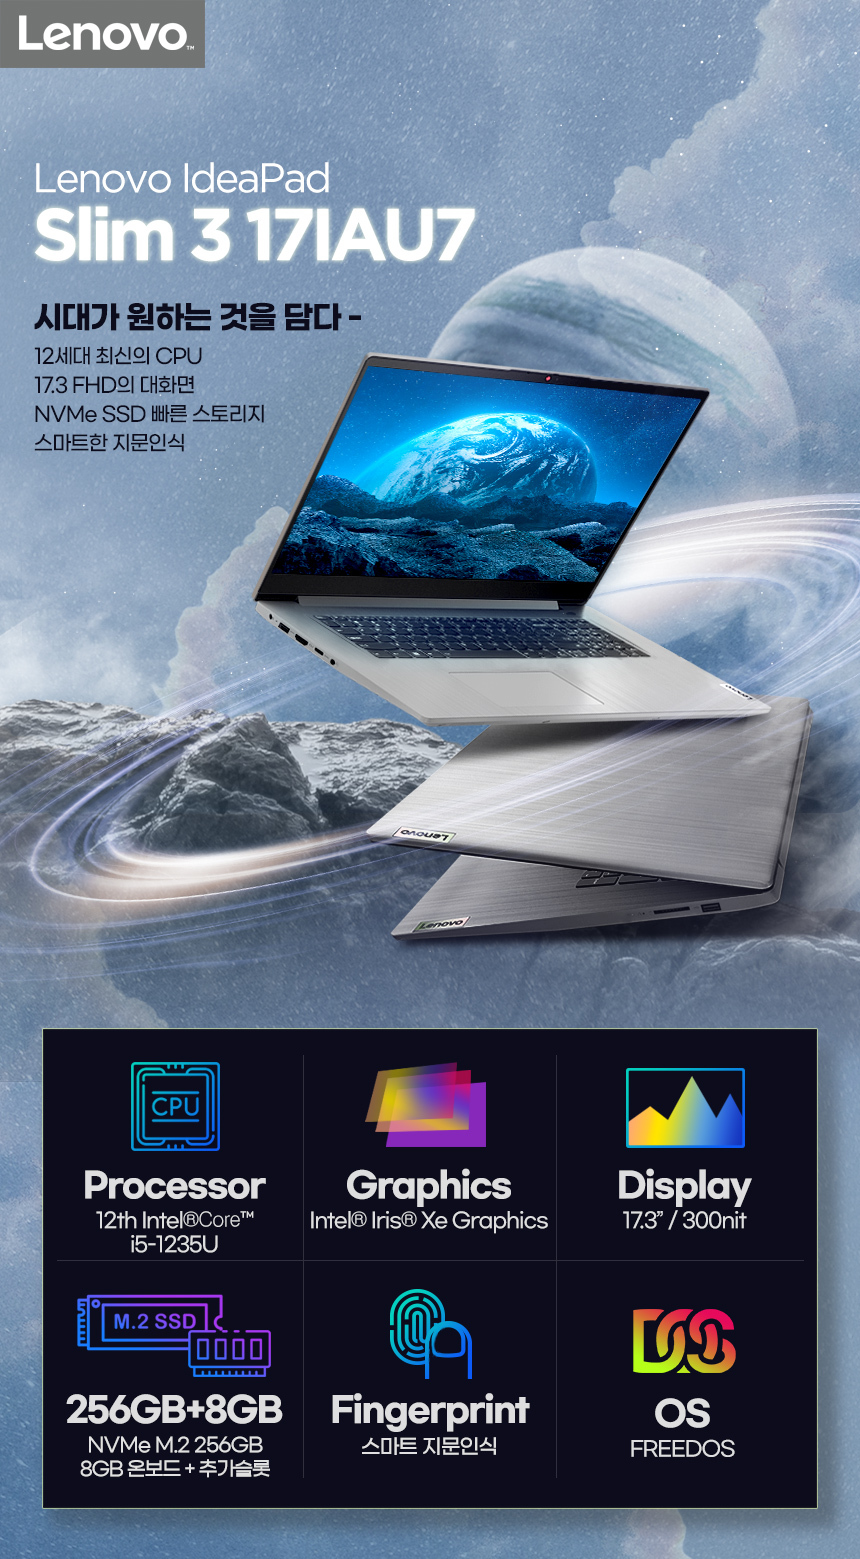 Lenovo™
Lenovo IdeaPad
Slim 3 17IAU7
시대가 원하는 것을 담다 -
12세대 최신의 CPU
17.3 FHD의 대화면
NVMe SSD 빠른 스토리지
스마트한 지문인식
Lenovo
Lenovo
Lenovo
CPU
Processor
12th Intel®Core™
i5-1235U
Graphics
Intel® Iris® Xe Graphics
Display
17.3” / 300nit
M.2 SSD
256GB+8GB
NVMe M.2 256GB
8GB 온보드 + 추가슬롯
Fingerprint
스마트 지문인식
DOS
OS
FREEDOS